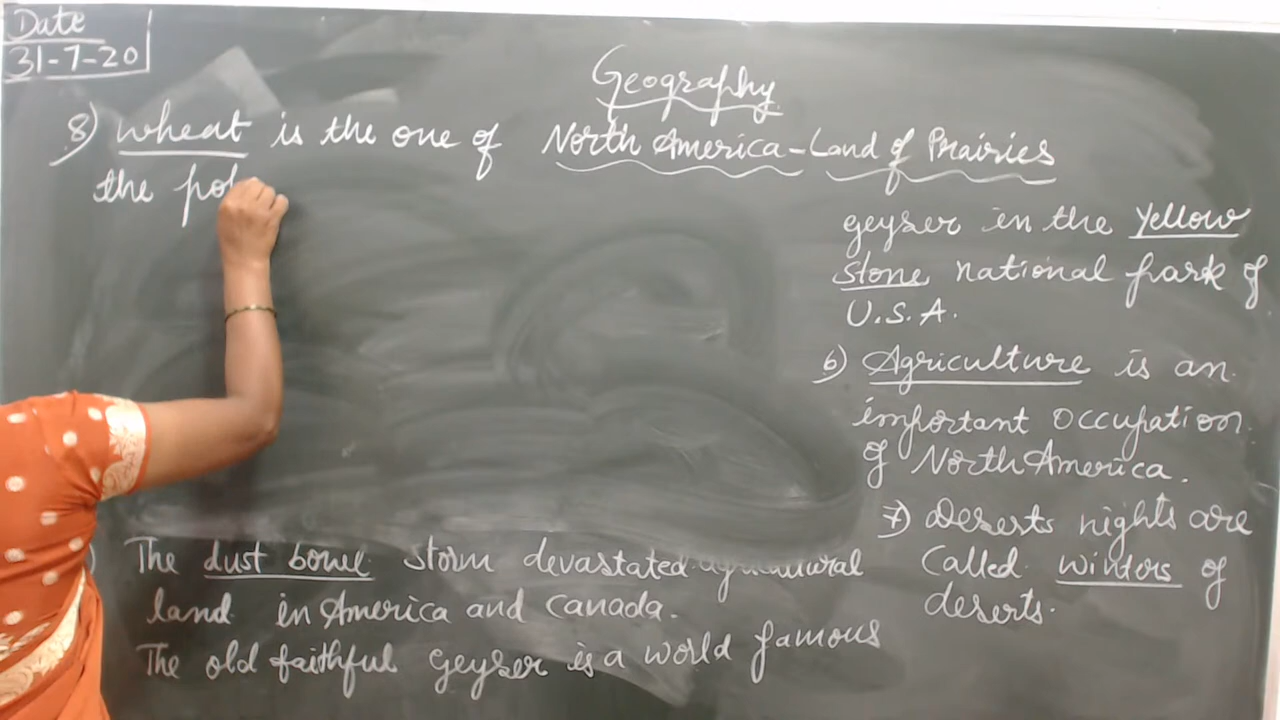 Date
31-7-20
Geography
North America - Land of Prairies
8) wheat is the one of
the
The dust bowel storm devastated agricultural
land in America and Canada.
The old faithful geyser is a world famous
geyser in the yellow
stone national park of
U.S.A.
6) Agriculture is an
important occupation
of North America.
7) Deserts nights are
called winters of
deserts.